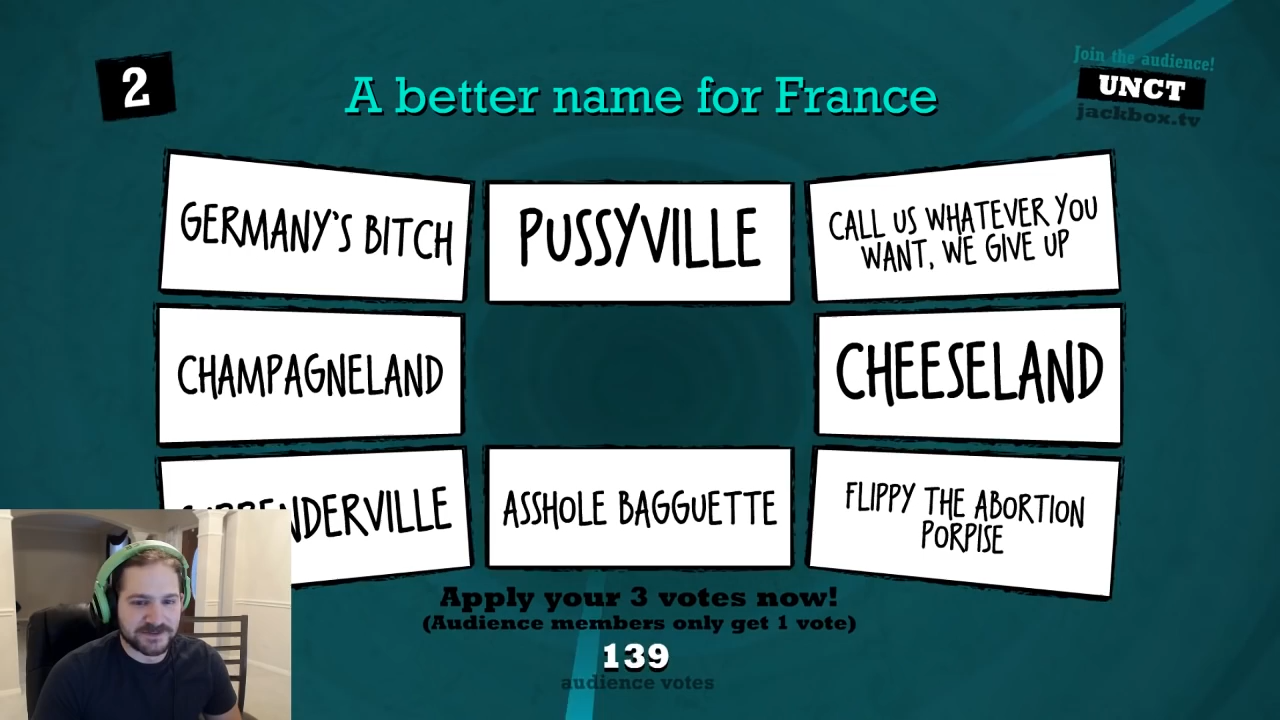 2
A better name for France
Join the audience!
UNCT
jackbox.tv
GERMANY'S BITCH
PUSSYVILLE
CALL US WHATEVER YOU
WANT, WE GIVE UP
CHAMPAGNELAND
CHEESELAND
ASSHOLE BAGGUETTE
FLIPPY THE ABORTION
PORPISE
Apply your 3 votes now!
(Audience members only get 1 vote)
139
audience votes